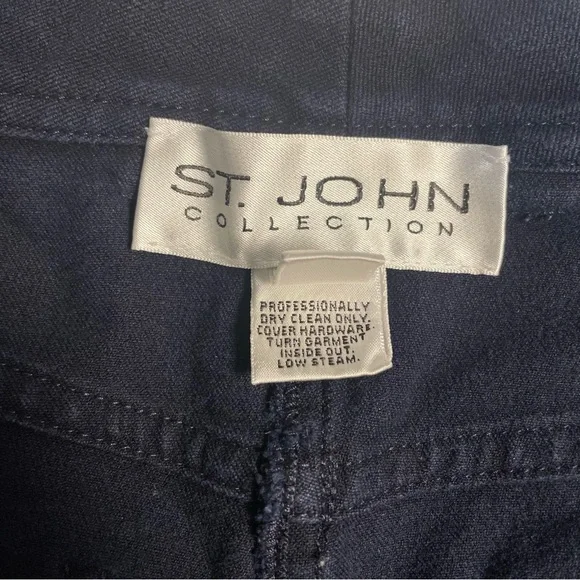 ST. JOHN
COLLECTION
PROFESSIONALLY
DRY CLEAN ONLY.
COVER HARDWARE.
TURN GARMENT
INSIDE OUT;
LOW STEAM.